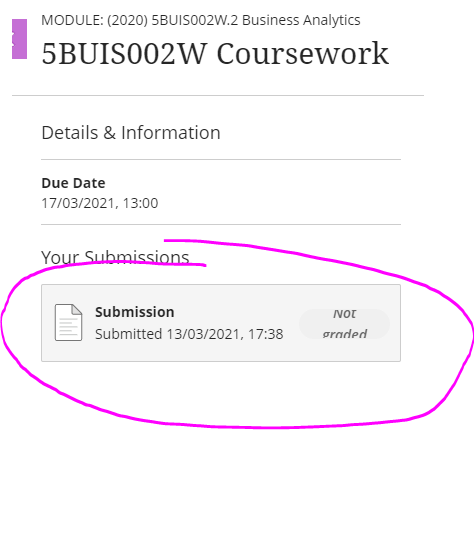 MODULE: (2020) 5BUIS002W.2 Business Analytics
5BUIS002W Coursework
Details & Information
Due Date
17/03/2021, 13:00
Your Submissions
Submission
Submitted 13/03/2021, 17:38
Not
graded